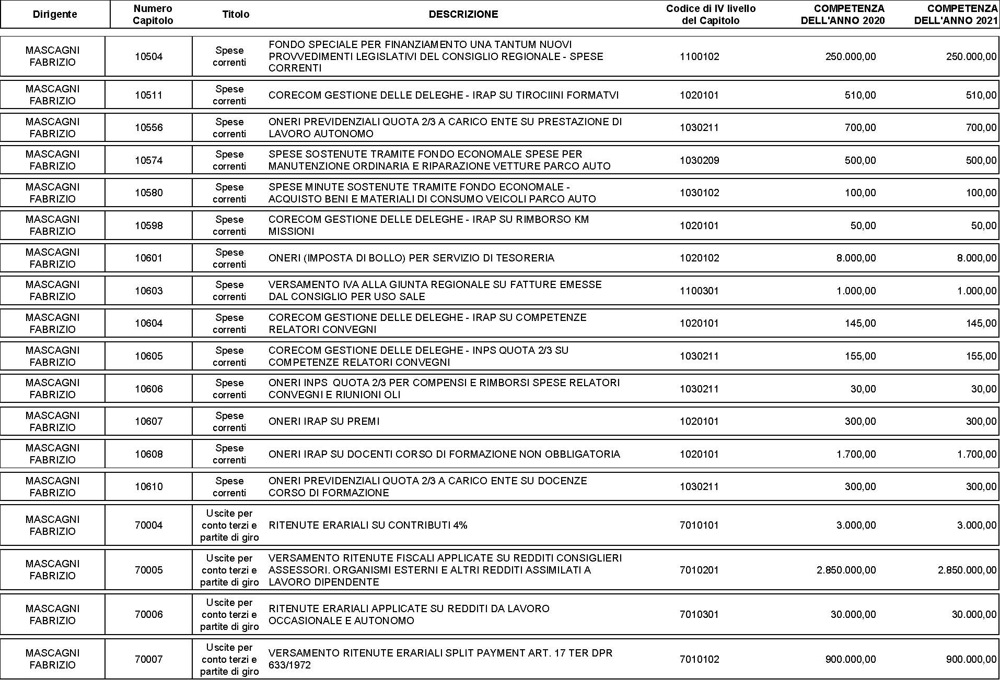 Dirigente Numero Capitolo Titolo DESCRIZIONE Codice di IV livello del Capitolo COMPETENZA DELL'ANNO 2020 COMPETENZA DELL'ANNO 2021
MASCAGNI FABRIZIO 10504 Spese correnti FONDO SPECIALE PER FINANZIAMENTO UNA TANTUM NUOVI PROVVEDIMENTI LEGISLATIVI DEL CONSIGLIO REGIONALE - SPESE CORRENTI 1100102 250.000,00 250.000,00
MASCAGNI FABRIZIO 10511 Spese correnti CORECOM GESTIONE DELLE DELEGHE - IRAP SU TIROCIINI FORMATVI 1020101 510,00 510,00
MASCAGNI FABRIZIO 10556 Spese correnti ONERI PREVIDENZIALI QUOTA 2/3 A CARICO ENTE SU PRESTAZIONE DI LAVORO AUTONOMO 1030211 700,00 700,00
MASCAGNI FABRIZIO 10574 Spese correnti SPESE SOSTENUTE TRAMITE FONDO ECONOMALE SPESE PER MANUTENZIONE ORDINARIA E RIPARAZIONE VETTURE PARCO AUTO 1030209 500,00 500,00
MASCAGNI FABRIZIO 10580 Spese correnti SPESE MINUTE SOSTENUTE TRAMITE FONDO ECONOMALE - ACQUISTO BENI E MATERIALI DI CONSUMO VEICOLI PARCO AUTO 1030102 100,00 100,00
MASCAGNI FABRIZIO 10598 Spese correnti CORECOM GESTIONE DELLE DELEGHE - IRAP SU RIMBORSO KM MISSIONI 1020101 50,00 50,00
MASCAGNI FABRIZIO 10601 Spese correnti ONERI (IMPOSTA DI BOLLO) PER SERVIZIO DI TESORERIA 1020102 8.000,00 8.000,00
MASCAGNI FABRIZIO 10603 Spese correnti VERSAMENTO IVA ALLA GIUNTA REGIONALE SU FATTURE EMESSE DAL CONSIGLIO PER USO SALE 1100301 1.000,00 1.000,00
MASCAGNI FABRIZIO 10604 Spese correnti CORECOM GESTIONE DELLE DELEGHE - IRAP SU COMPETENZE RELATORI CONVEGNI 1020101 145,00 145,00
MASCAGNI FABRIZIO 10605 Spese correnti CORECOM GESTIONE DELLE DELEGHE - INPS QUOTA 2/3 SU COMPETENZE RELATORI CONVEGNI 1030211 155,00 155,00
MASCAGNI FABRIZIO 10606 Spese correnti ONERI INPS QUOTA 2/3 PER COMPENSI E RIMBORSI SPESE RELATORI CONVEGNI E RIUNIONI OLI 1030211 30,00 30,00
MASCAGNI FABRIZIO 10607 Spese correnti ONERI IRAP SU PREMI 1020101 300,00 300,00
MASCAGNI FABRIZIO 10608 Spese correnti ONERI IRAP SU DOCENTI CORSO DI FORMAZIONE NON OBBLIGATORIA 1020101 1.700,00 1.700,00
MASCAGNI FABRIZIO 10610 Spese correnti ONERI PREVIDENZIALI QUOTA 2/3 A CARICO ENTE SU DOCENZE CORSO DI FORMAZIONE 1030211 300,00 300,00
MASCAGNI FABRIZIO 70004 Uscite per conto terzi e partite di giro RITENUTE ERARIALI SU CONTRIBUTI 4% 7010101 3.000,00 3.000,00
MASCAGNI FABRIZIO 70005 Uscite per conto terzi e partite di giro VERSAMENTO RITENUTE FISCALI APPLICATE SU REDDITI CONSIGLIERI ASSESSORI. ORGANISMI ESTERNI E ALTRI REDDITI ASSIMILATI A LAVORO DIPENDENTE 7010201 2.850.000,00 2.850.000,00
MASCAGNI FABRIZIO 70006 Uscite per conto terzi e partite di giro RITENUTE ERARIALI APPLICATE SU REDDITI DA LAVORO OCCASIONALE E AUTONOMO 7010301 30.000,00 30.000,00
MASCAGNI FABRIZIO 70007 Uscite per conto terzi e partite di giro VERSAMENTO RITENUTE ERARIALI SPLIT PAYMENT ART. 17 TER DPR 633/1972 7010102 900.000,00 900.000,00